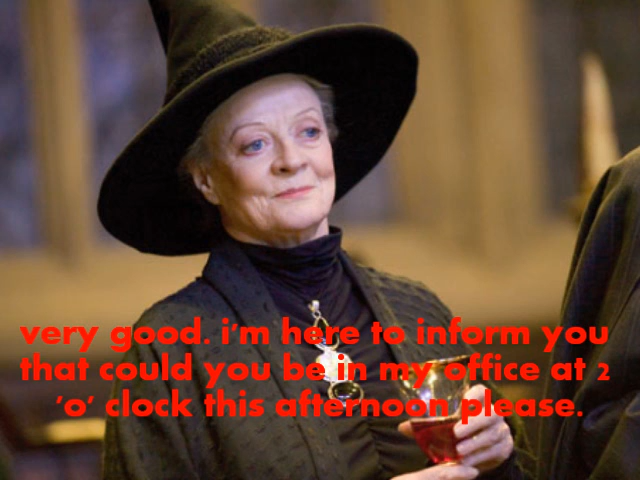 very good. i'm here to inform you
that could you be in my office at 2
'o' clock this afternoon please.